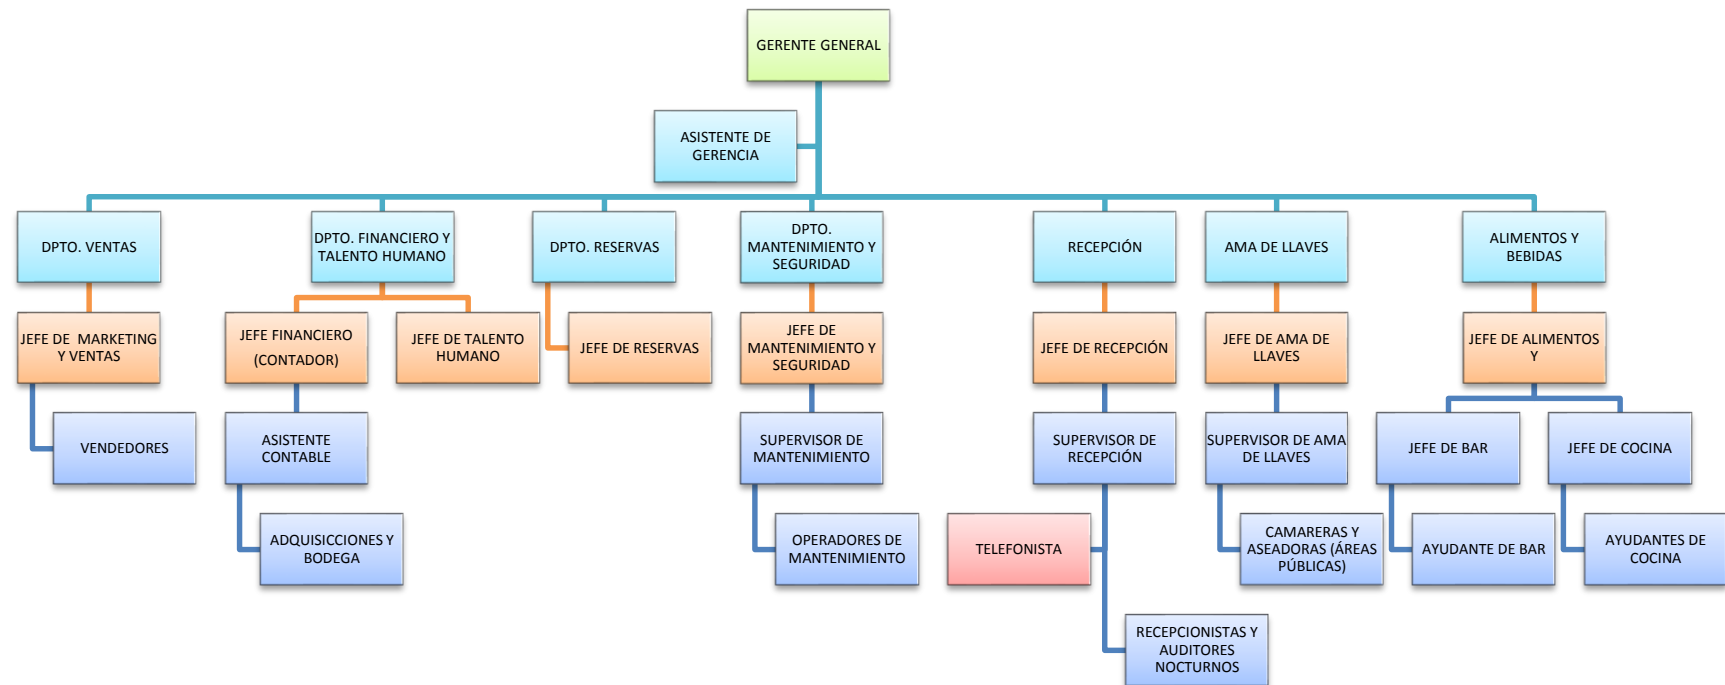 GERENTE GENERAL
ASISTENTE DE
GERENCIA
DPTO. VENTAS
DPTO. FINANCIERO Y
TALENTO HUMANO
DPTO. RESERVAS
DPTO.
MANTENIMIENTO Y
SEGURIDAD
RECEPCIÓN
AMA DE LLAVES
ALIMENTOS Y
BEBIDAS
JEFE DE  MARKETING
Y VENTAS
JEFE FINANCIERO
(CONTADOR)
JEFE DE TALENTO
HUMANO
JEFE DE RESERVAS
JEFE DE
MANTENIMIENTO Y
SEGURIDAD
JEFE DE RECEPCIÓN
JEFE DE AMA DE
LLAVES
JEFE DE ALIMENTOS
Y
VENDEDORES
ASISTENTE
CONTABLE
SUPERVISOR DE
MANTENIMIENTO
SUPERVISOR DE
RECEPCIÓN
SUPERVISOR DE AMA
DE LLAVES
JEFE DE BAR
JEFE DE COCINA
ADQUISICCIONES Y
BODEGA
OPERADORES DE
MANTENIMIENTO
TELEFONISTA
CAMARERAS Y
ASEADORAS (ÁREAS
PÚBLICAS)
AYUDANTE DE BAR
AYUDANTES DE
COCINA
RECEPCIONISTAS Y
AUDITORES
NOCTURNOS